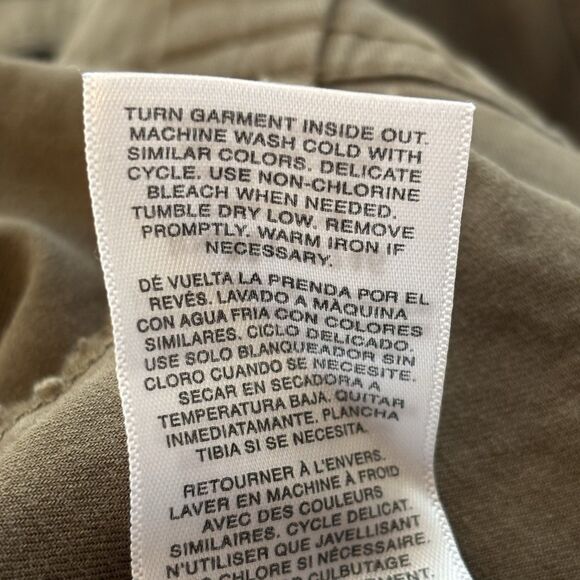 TURN GARMENT INSIDE OUT.
MACHINE WASH COLD WITH
SIMILAR COLORS. DELICATE
CYCLE. USE NON-CHLORINE
BLEACH WHEN NEEDED.
TUMBLE DRY LOW. REMOVE
PROMPTLY. WARM IRON IF
NECESSARY.
DÉ VUELTA LA PRENDA POR EL
REVÉS. LAVADO A MÀQUINA
CON AGUA FRIA CON COLORES
SIMILARES. CICLO DELICADO.
USE SOLO BLANQUEADOR SIN
CLORO CUANDO SE NECESITE.
SECAR EN SECADORA A
TEMPERATURA BAJA. QUITAR
INMEDIATAMENTE. PLANCHA
TIBIA SI SE NECESITA.
RETOURNER À L'ENVERS.
LAVER EN MACHINE À FROID
AVEC DES COULEURS
SIMILAIRES. CYCLE DELICAT.
N'UTILISER QUE JAVELLISANT
CHLORE SI NÉCESSAIRE.
CULBUTAGE